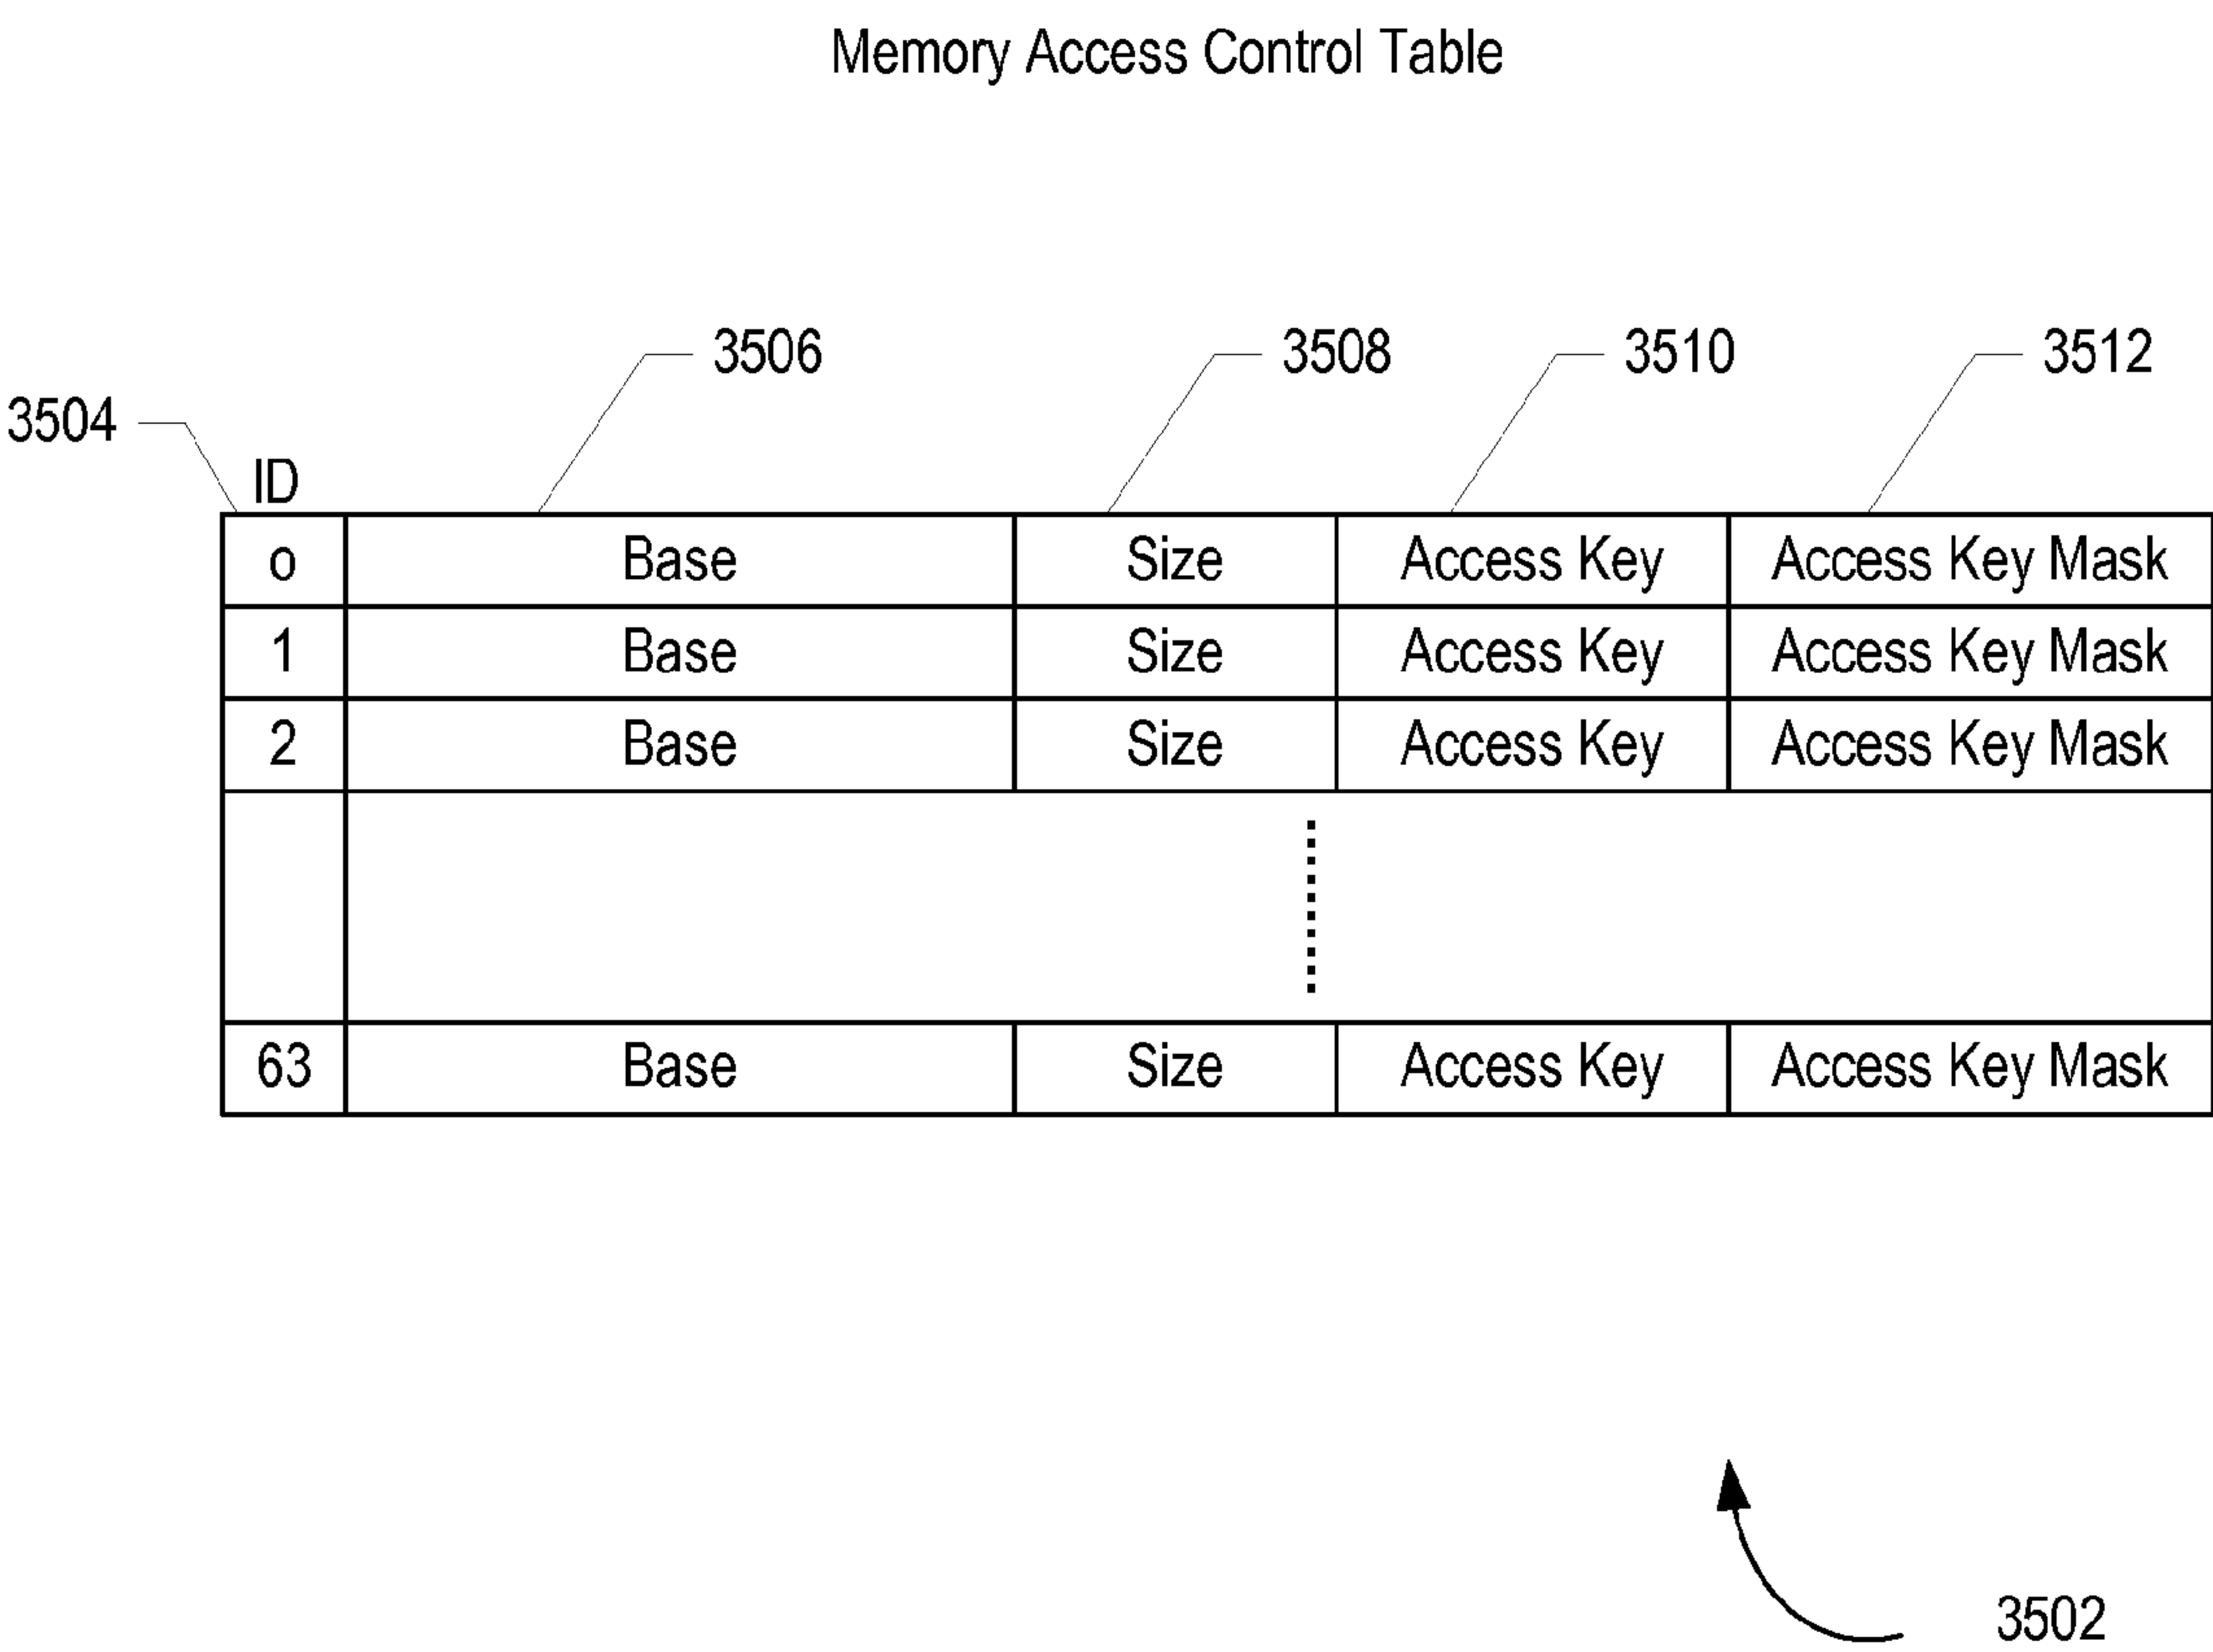 Memory Access Control Table
3506 3508 3510 3512
3504
ID
o Base Size Access Key Access Key Mask
1 Base Size Access Key Access Key Mask
2 Base Size Access Key Access Key Mask
63 Base Size Access Key Access Key Mask
3502